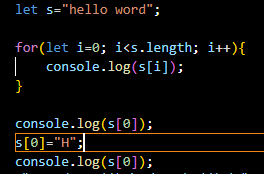 let s="hello word";
for(let i=0; i<s.length; i++){
console.log(s[i]);
}
console.log(s[0]);
s[0]="H";
console.log(s[0]);